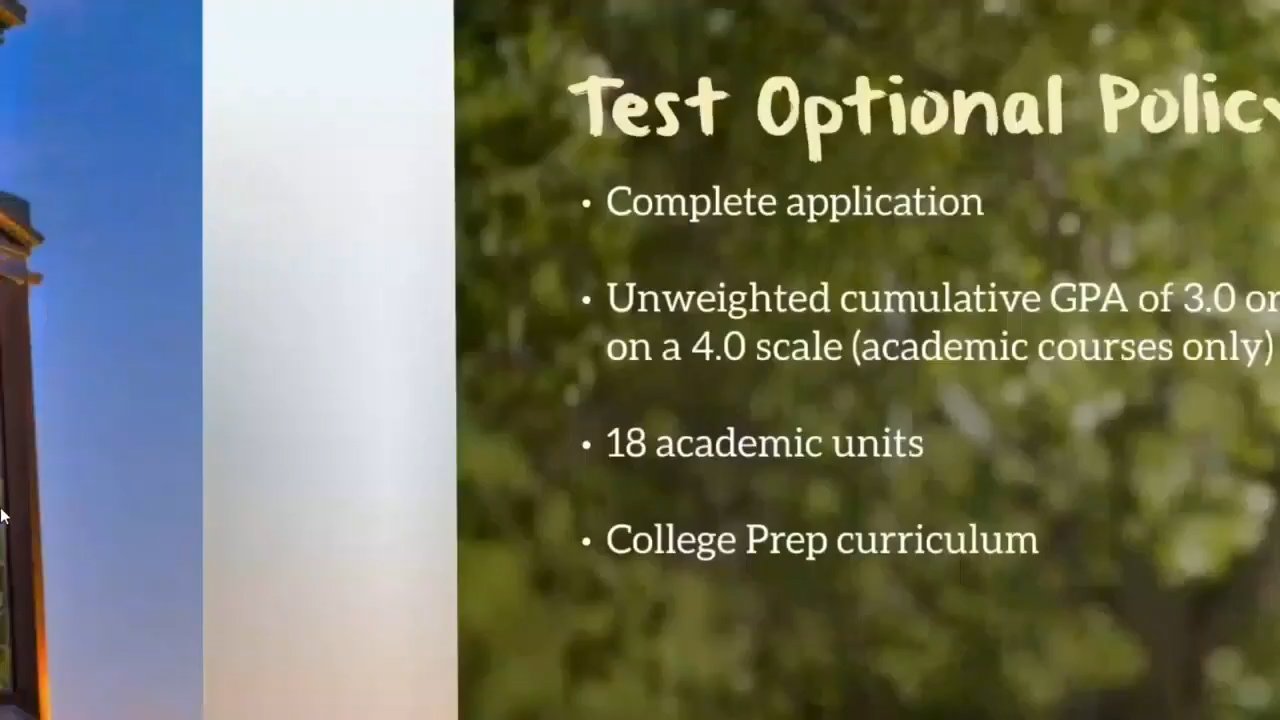 Test Optional Policy
• Complete application
• Unweighted cumulative GPA of 3.0 or
on a 4.0 scale (academic courses only)
• 18 academic units
• College Prep curriculum